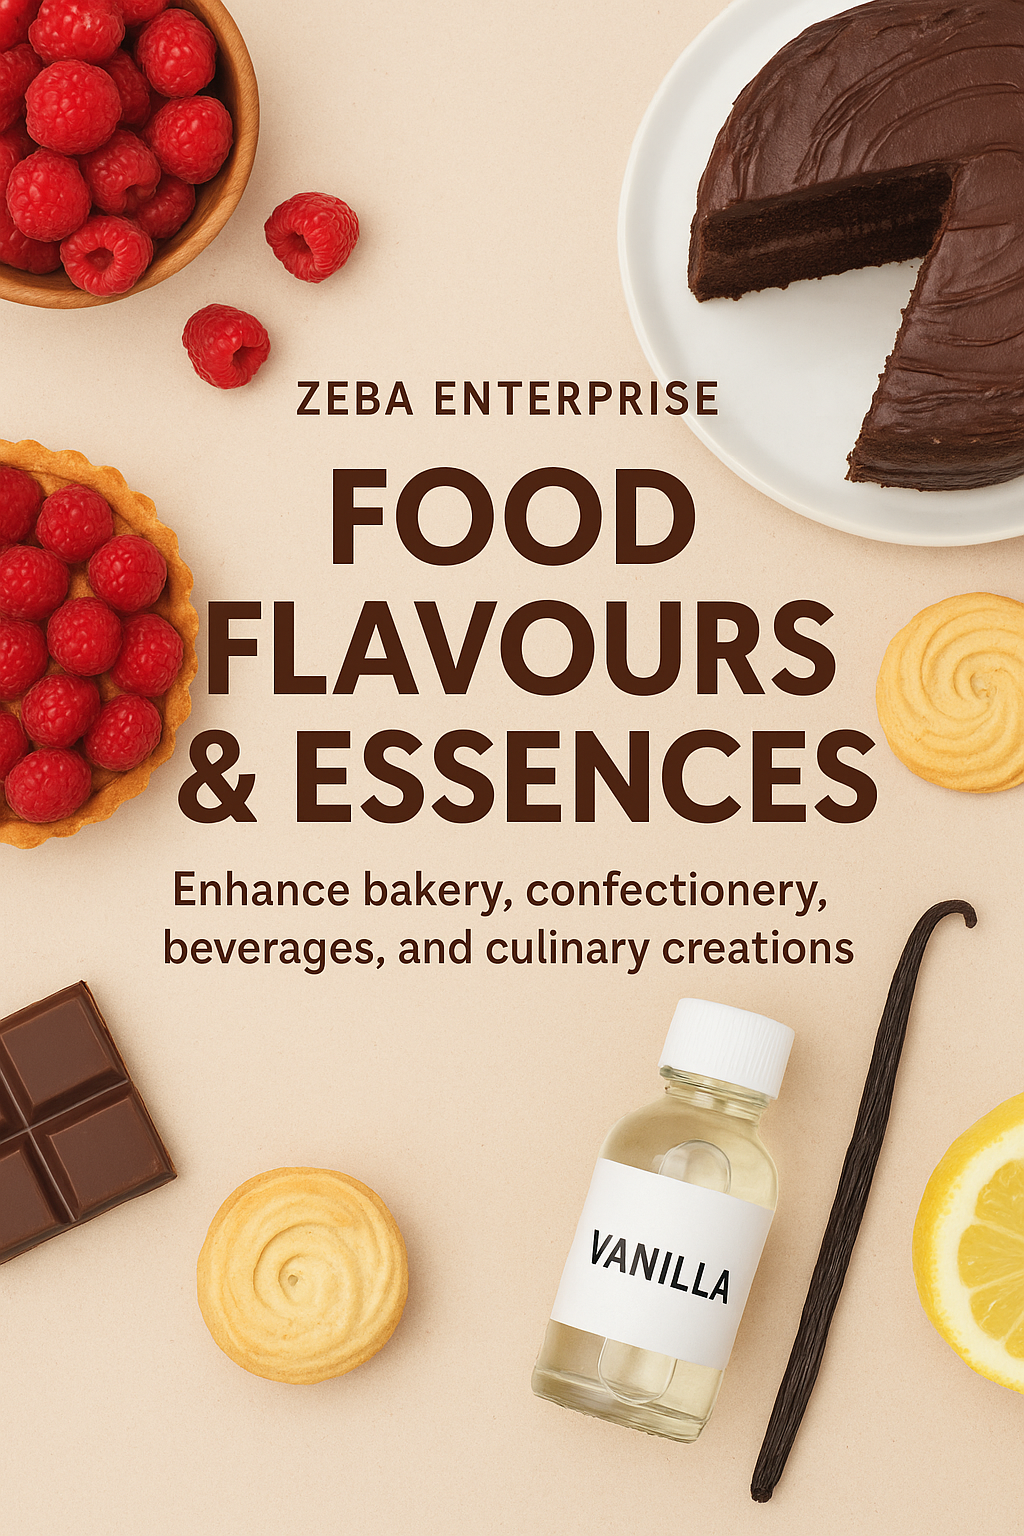 ZEBA ENTERPRISE
FOOD
FLAVOURS
& ESSENCES
Enhance bakery, confectionery,
beverages, and culinary creations
VANILLA